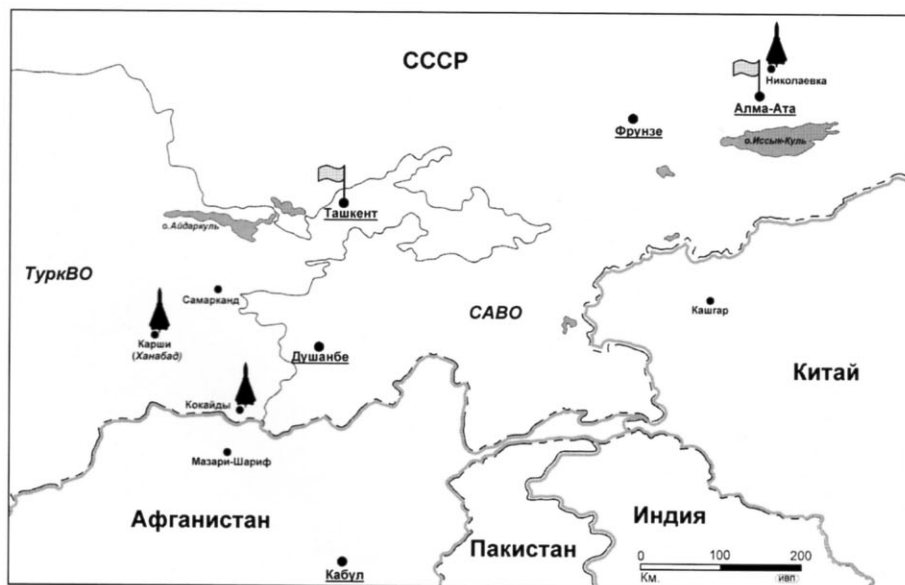 СССР
Николаевка
Алма-Ата
Фрунзе
о.Иссык-Куль
Ташкент
о.Айдаркуль
ТуркВО
Самарканд
САВО
Кашгар
Карши
(Ханабад)
Душанбе
Китай
Кокайды
Мазари-Шариф
Афганистан
Индия
Пакистан
0 100 200
Км.
ИВП
Кабул